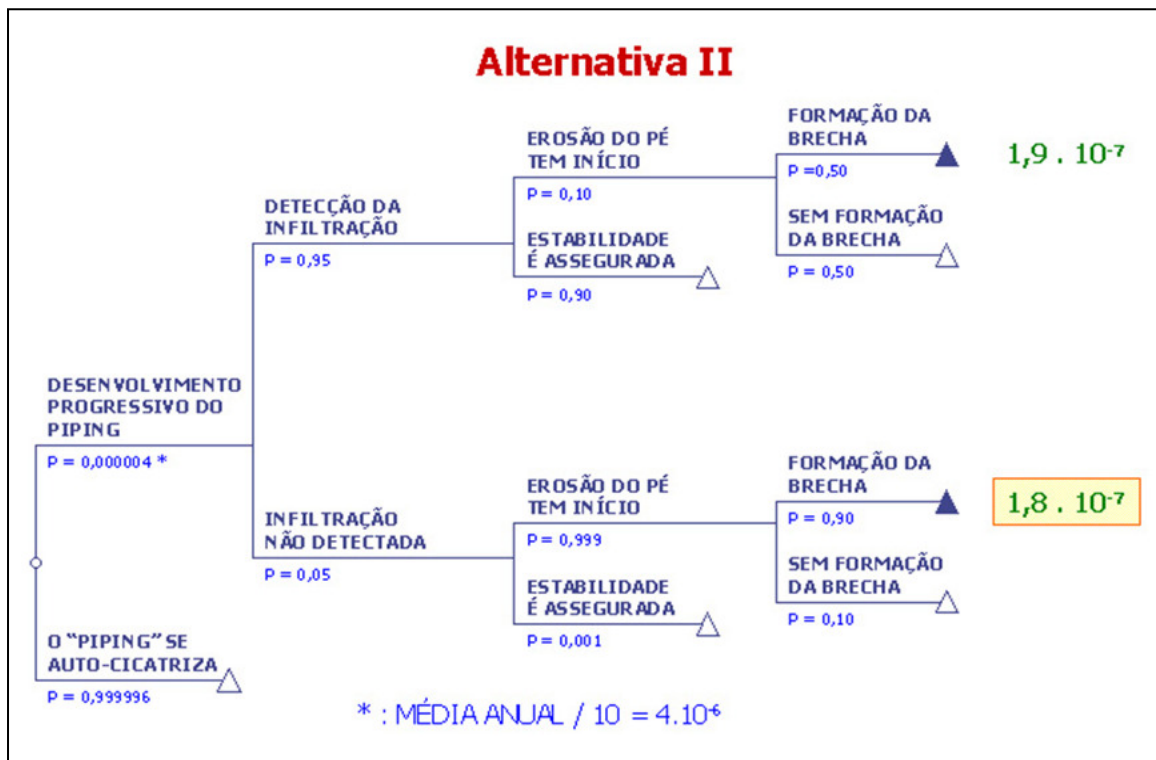 Alternativa II
FORMAÇÃO DA
BRECHA
P =0,50
1,9 . 10⁻⁷
EROSÃO DO PÉ
TEM INÍCIO
P = 0,10
SEM FORMAÇÃO
DA BRECHA
P = 0,50
DETECÇÃO DA
INFILTRAÇÃO
P = 0,95
ESTABILIDADE
É ASSEGURADA
P = 0,90
DESENVOLVIMENTO
PROGRESSIVO DO
PIPING
P = 0,000004 *
FORMAÇÃO DA
BRECHA
P = 0,90
1,8 . 10⁻⁷
EROSÃO DO PÉ
TEM INÍCIO
P = 0,999
INFILTRAÇÃO
NÃO DETECTADA
P = 0,05
SEM FORMAÇÃO
DA BRECHA
P = 0,10
ESTABILIDADE
É ASSEGURADA
P = 0,001
O "PIPING" SE
AUTO-CICATRIZA
P = 0,999996
* : MÉDIA ANUAL / 10 = 4.10⁻⁶